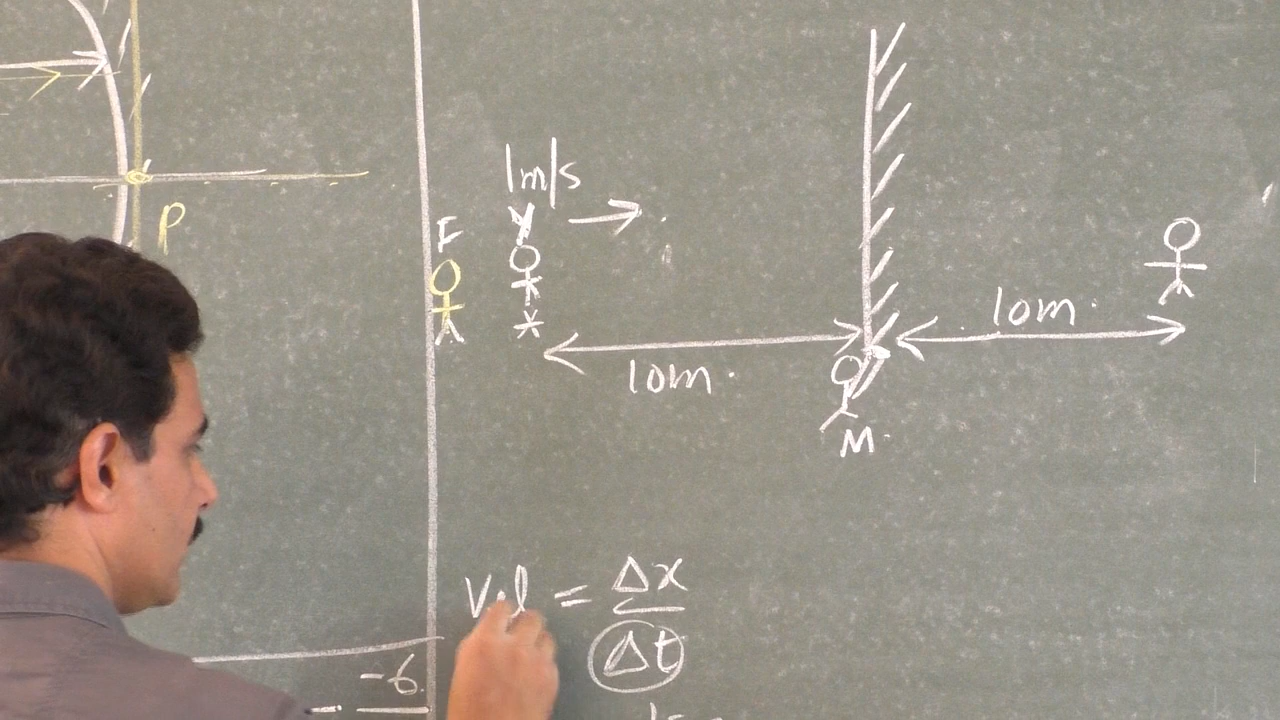 1m/s
P
F
Y
10m.
10m.
M.
Vel = Δx
Δt
-6.